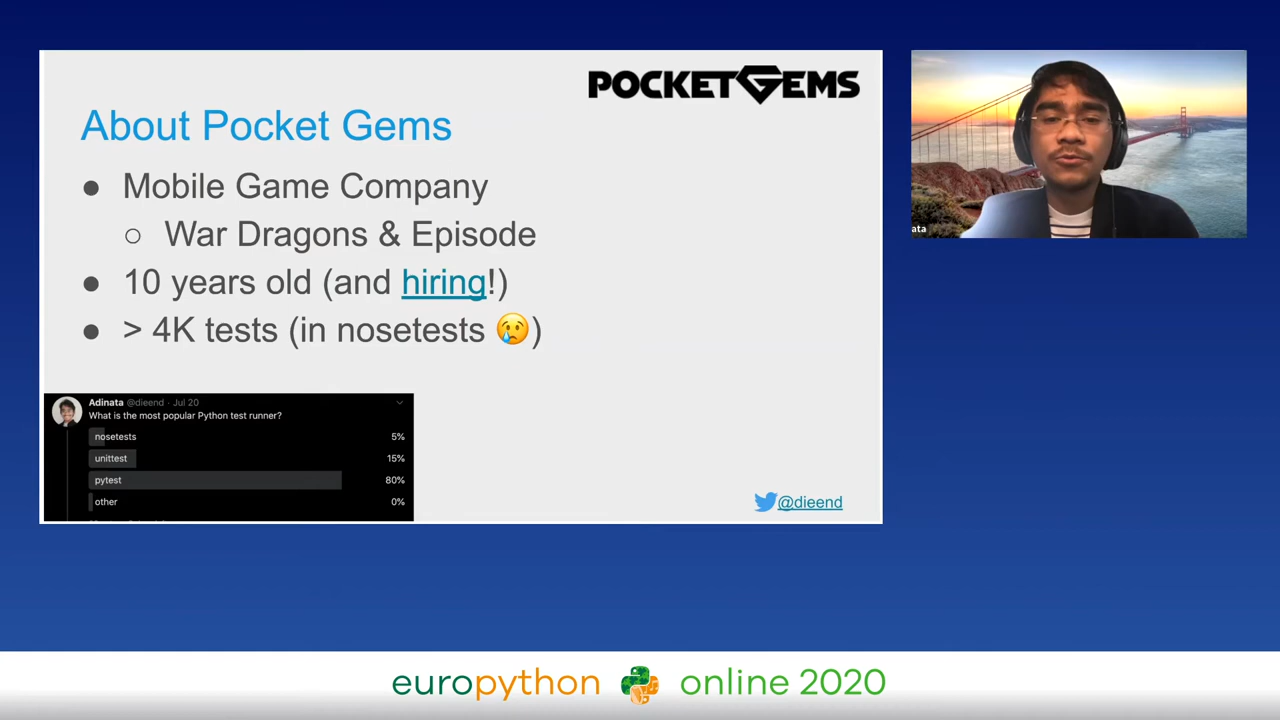 POCKETGEMS
About Pocket Gems
● Mobile Game Company
○ War Dragons & Episode
● 10 years old (and hiring!)
● > 4K tests (in nosetests 😢)
Adinata @dieend · Jul 20
What is the most popular Python test runner?
nosetests 5%
unittest 15%
pytest 80%
other 0%
@dieend
ata
europython online 2020